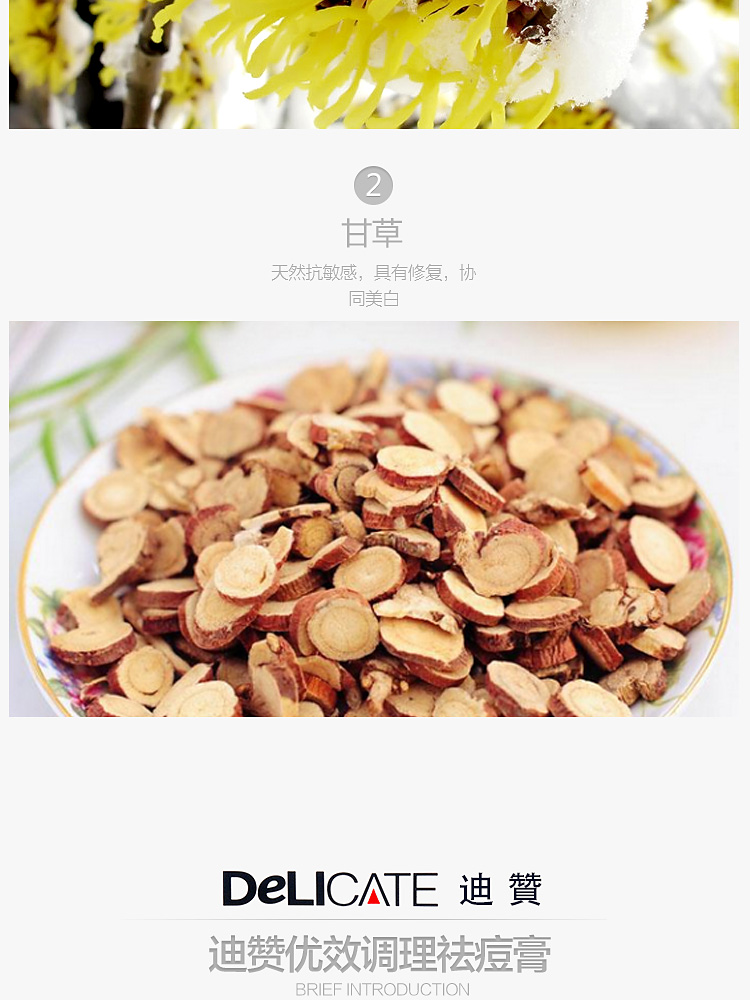 2
甘草
天然抗敏感，具有修复，协
同美白
DeLICATE 迪 贊
迪赞优效调理祛痘膏
BRIEF INTRODUCTION